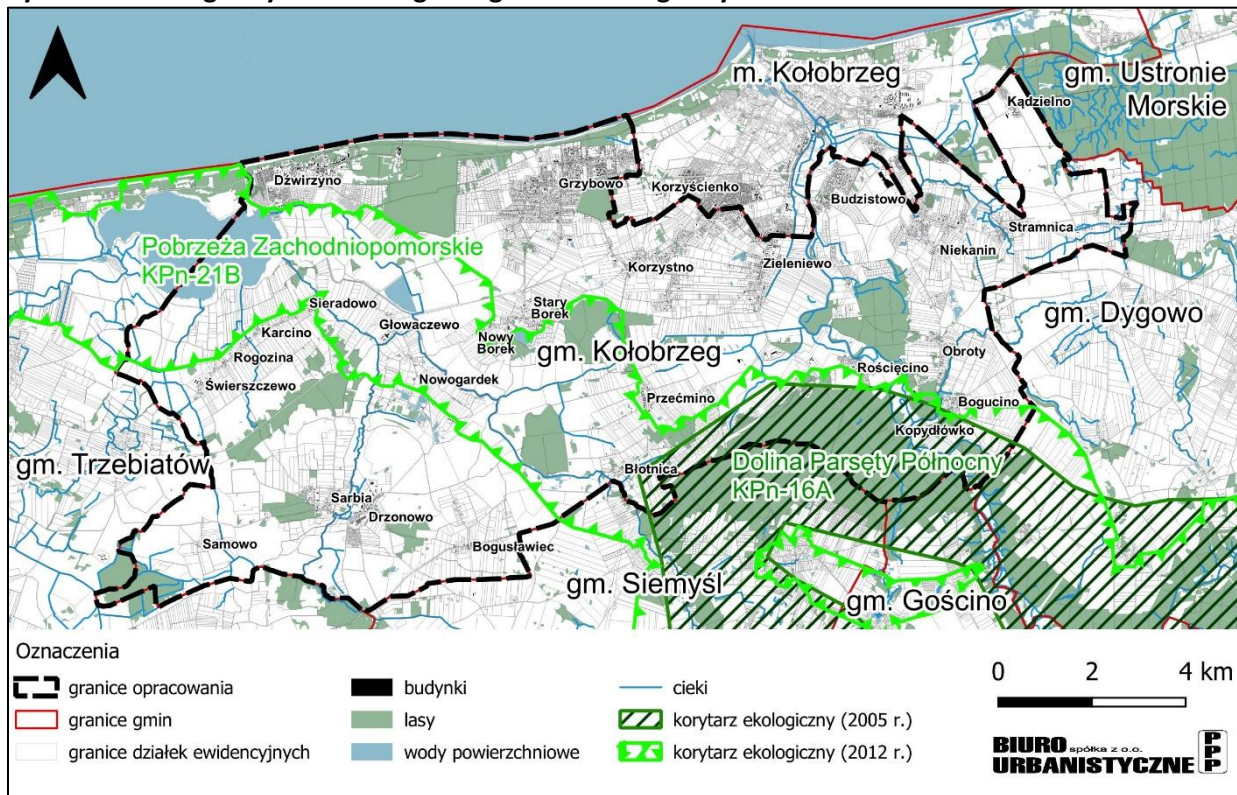 m. Kołobrzeg
gm. Ustronie
Morskie
Kądzielno
Dźwirzyno
Grzybowo
Korzyścienko
Budzistowo
Stramnica
Niekanin
Pobrzeża Zachodniopomorskie
KPn-21B
Korzystno
Zieleniewo
Sieradowo
Stary
Borek
Głowaczewo
Nowy
Borek
gm. Kołobrzeg
gm. Dygowo
Karcino
Rogozina
Obroty
Świerszczewo
Nowogardek
Rościęcino
Przećmino
Bogucino
Kopydłówko
gm. Trzebiatów
Błotnica
Dolina Parsęty Północny
KPn-16A
Sarbia
Drzonowo
Samowo
Bogusławiec
gm. Siemyśl
gm. Gościno
Oznaczenia
granice opracowania
budynki
cieki
granice gmin
lasy
korytarz ekologiczny (2005 r.)
granice działek ewidencyjnych
wody powierzchniowe
korytarz ekologiczny (2012 r.)
0 2 4 km
BIURO spółka z o.o.
URBANISTYCZNE
PPP